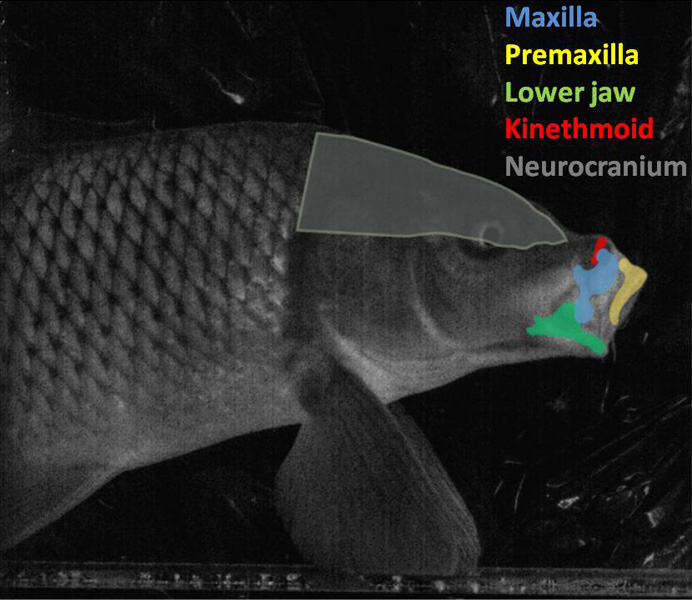 Maxilla
Premaxilla
Lower jaw
Kinethmoid
Neurocranium